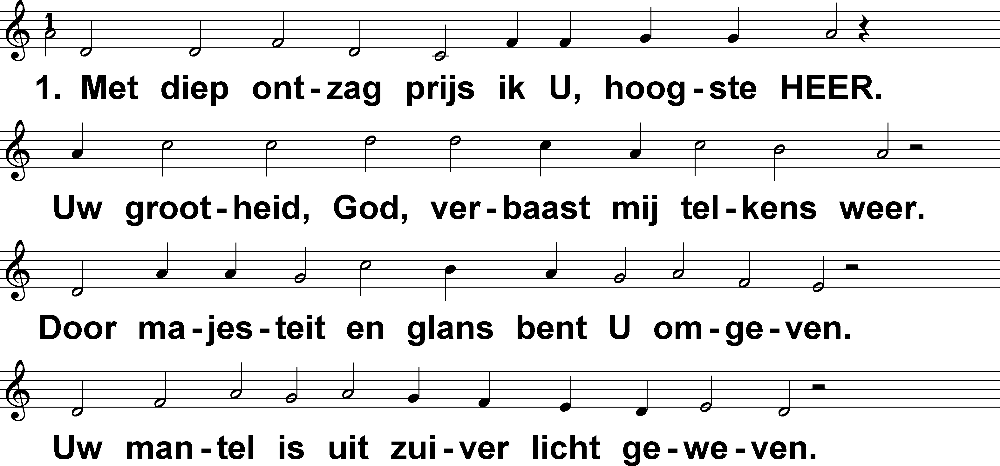 1
1. Met diep ont-zag prijs ik U, hoog-ste HEER.
Uw groot-heid, God, ver-baast mij tel-kens weer.
Door ma-jes-teit en glans bent U om-ge-ven.
Uw man-tel is uit zui-ver licht ge-we-ven.